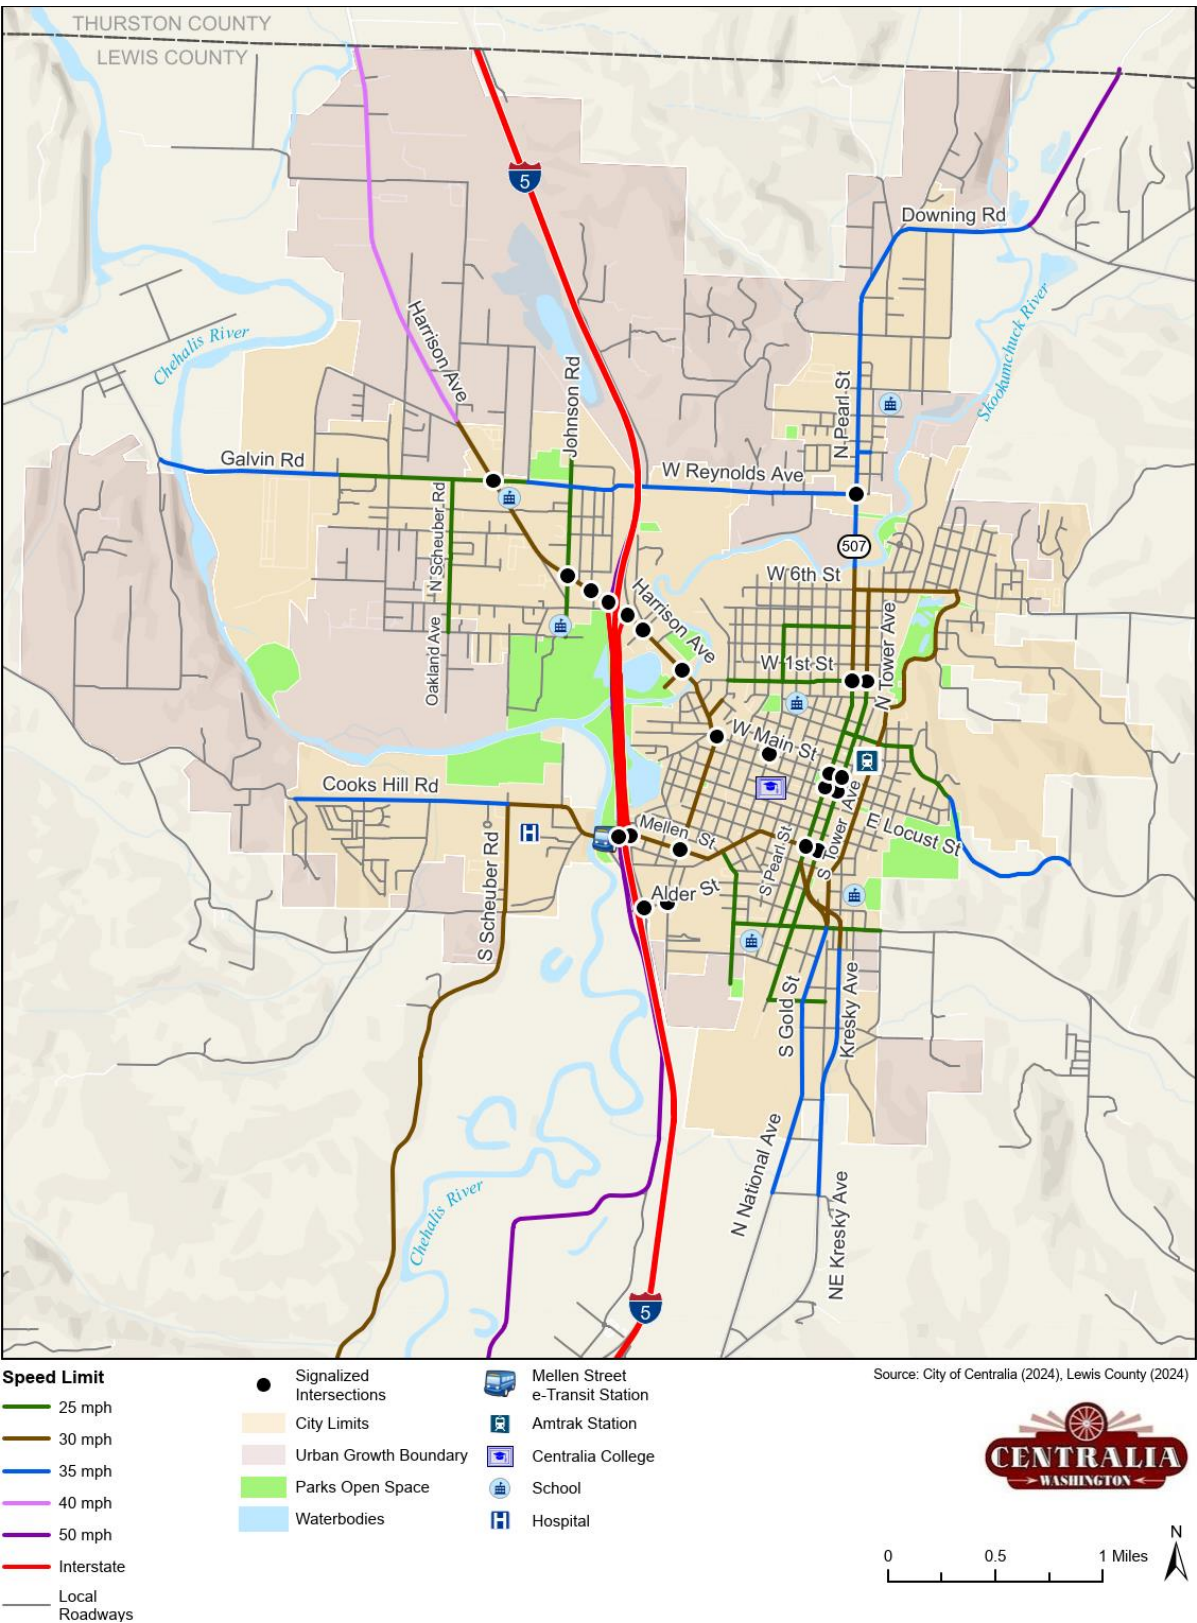 THURSTON COUNTY
LEWIS COUNTY
5
Downing Rd
Chehalis River
Harrison Ave
Skookumchuck River
Johnson Rd
N Pearl St
Galvin Rd
W Reynolds Ave
N Scheuber Rd
507
W 6th St
Harrison Ave
Oakland Ave
W 1st St
N Tower Ave
W Main St
Cooks Hill Rd
Mellen St
E Locust St
S Pearl St
S Tower Ave
S Scheuber Rd
Alder St
S Gold St
Kresky Ave
N National Ave
Chehalis River
NE Kresky Ave
5
Speed Limit
25 mph
30 mph
35 mph
40 mph
50 mph
Interstate
Local
Roadways
Signalized
Intersections
City Limits
Urban Growth Boundary
Parks Open Space
Waterbodies
Mellen Street
e-Transit Station
Amtrak Station
Centralia College
School
H Hospital
Source: City of Centralia (2024), Lewis County (2024)
CENTRALIA
WASHINGTON
N
0 0.5 1 Miles